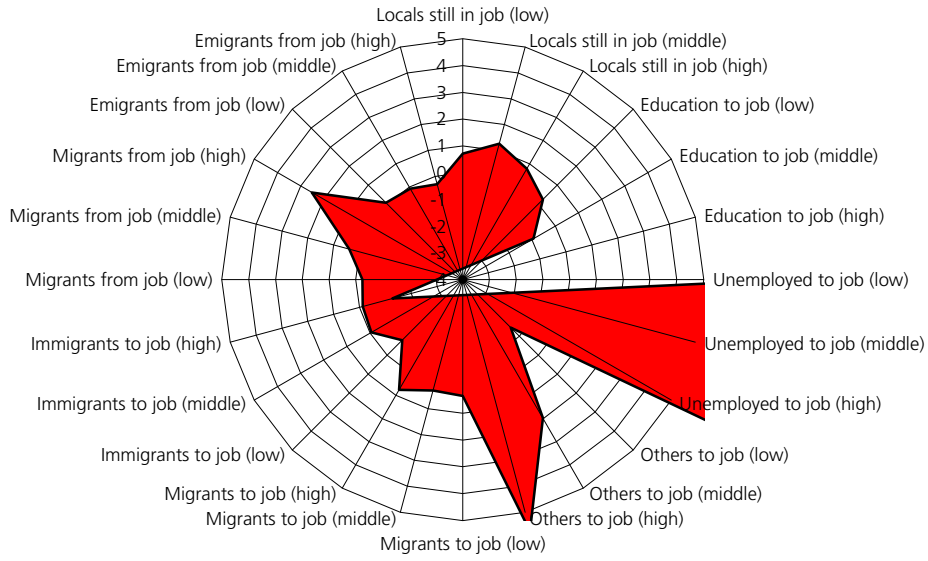 Locals still in job (low)
Locals still in job (middle)
Locals still in job (high)
Education to job (low)
Education to job (middle)
Education to job (high)
Unemployed to job (low)
Unemployed to job (middle)
Unemployed to job (high)
Others to job (low)
Others to job (middle)
Others to job (high)
Migrants to job (low)
Migrants to job (middle)
Migrants to job (high)
Immigrants to job (low)
Immigrants to job (middle)
Immigrants to job (high)
Migrants from job (low)
Migrants from job (middle)
Migrants from job (high)
Emigrants from job (low)
Emigrants from job (middle)
Emigrants from job (high)
5
4
3
2
1
0
-1
-2
-3
-4